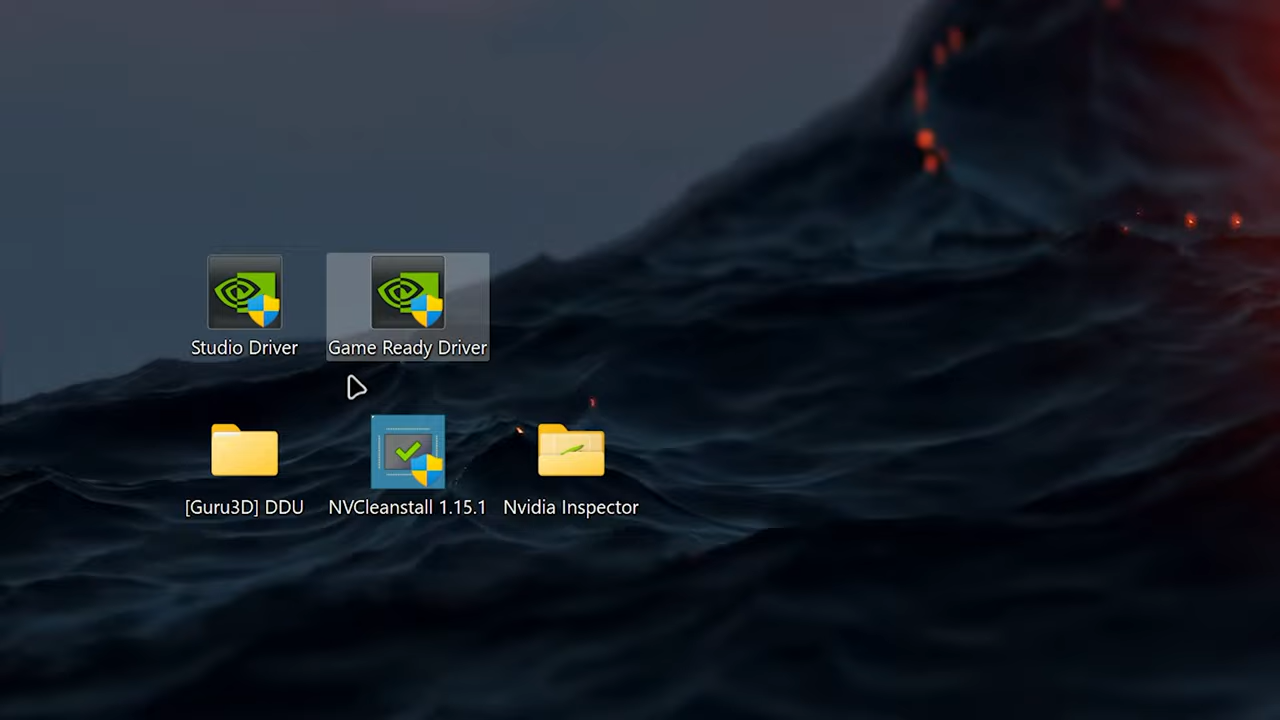 Studio Driver
Game Ready Driver
[Guru3D] DDU
NVCleanstall 1.15.1
Nvidia Inspector